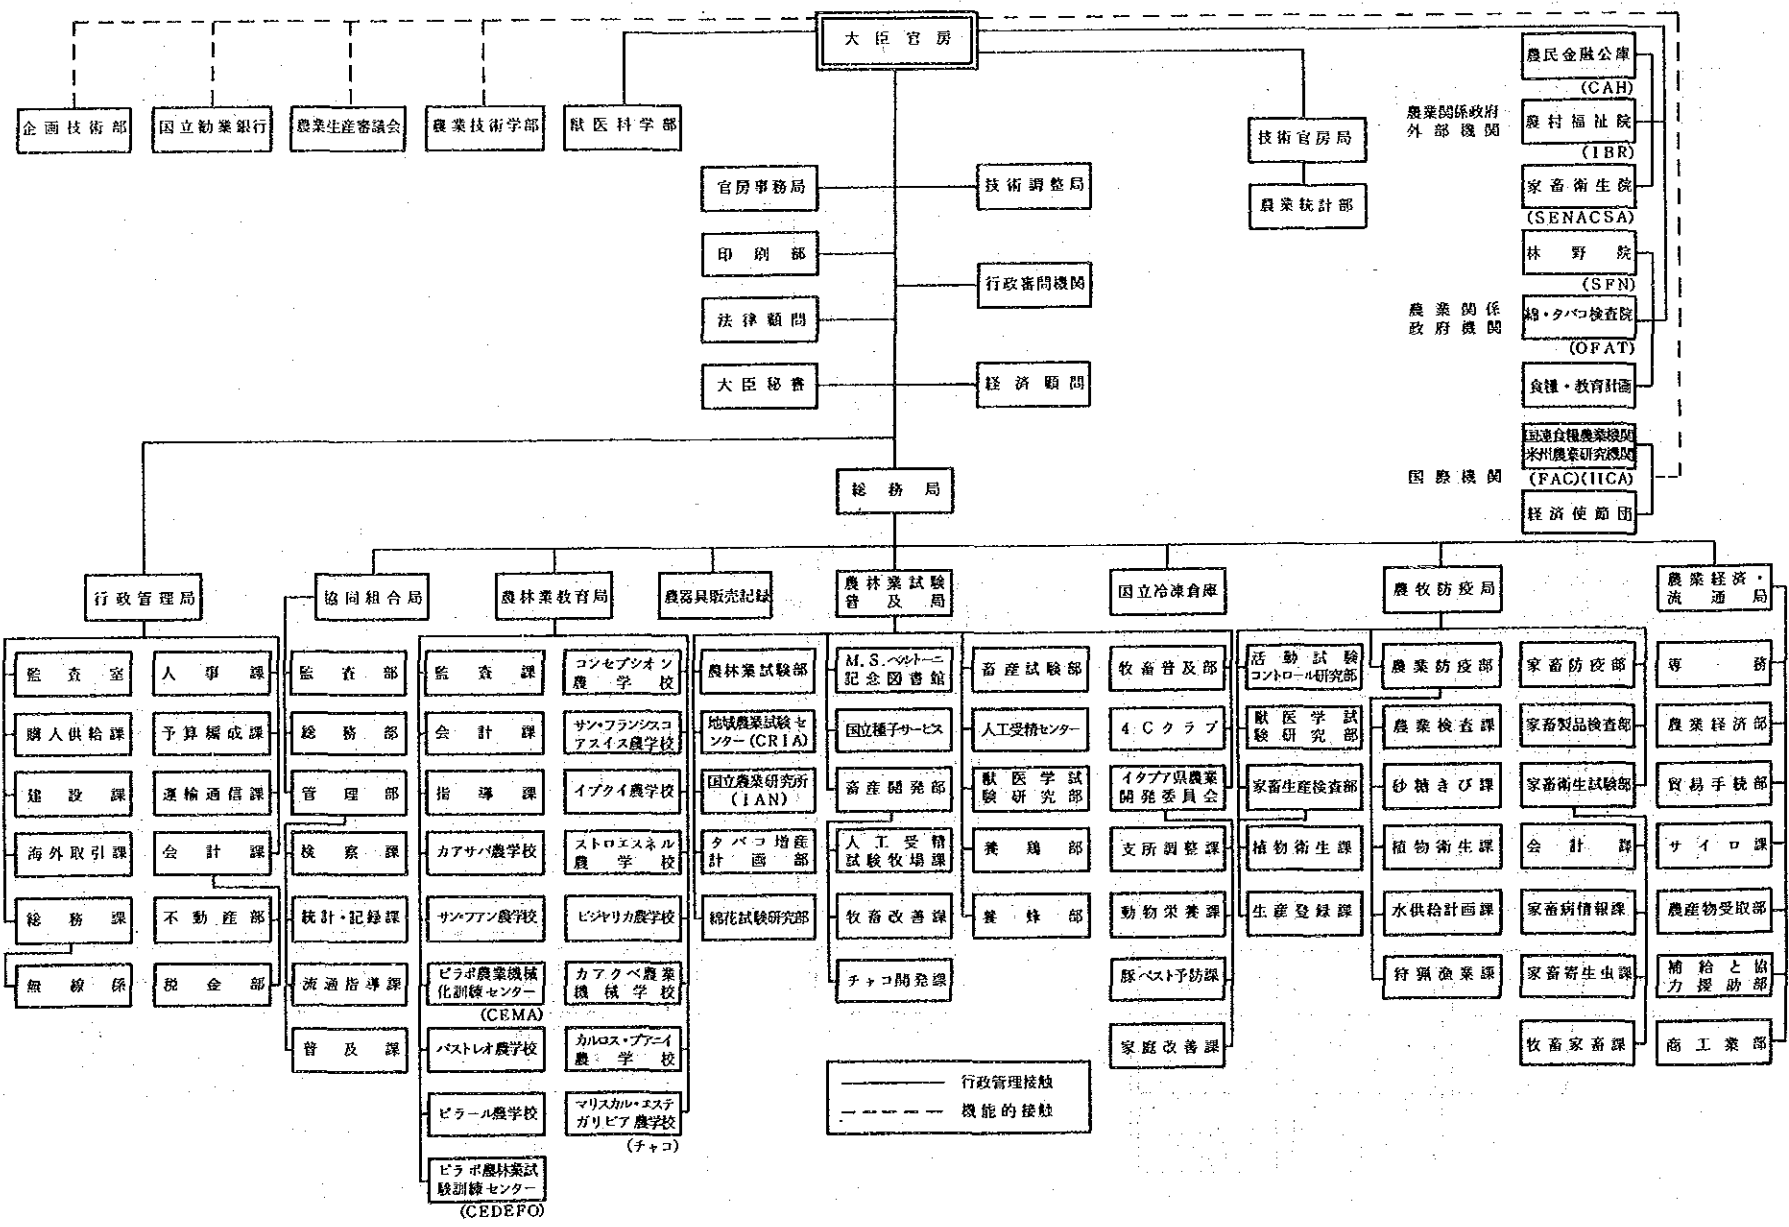 大臣官房
企画技術部
国立勧業銀行
農業生産審議会
農業技術学部
獣医科学部
官房事務局
技術調整局
印刷部
行政審問機関
法律顧問
大臣秘書
経済顧問
技術官房局
農業統計部
農業関係政府
外部機関
農民金融公庫
(CAH)
農村福祉院
(IBR)
家畜衛生院
(SENACSA)
農業関係
政府機関
林野院
(SFN)
綿・タバコ検査院
(OFAT)
食糧・教育計画
国際機関
国連食糧農業機関
米州農業研究機関
(FAC)(IICA)
経済使節団
総務局
行政管理局
協同組合局
農林業教育局
農器具販売記録
農林業試験
普及局
国立冷凍倉庫
農牧防疫局
農業経済・
流通局
監査室
購入供給課
建設課
海外取引課
総務課
無線係
人事課
予算編成課
運輸通信課
会計課
不動産部
税金部
監査部
総務部
管理部
検察課
統計・記録課
流通指導課
普及課
監査課
会計課
指導課
カアサパ農学校
サン・フアン農学校
ピラポ農業機械
化訓練センター
(CEMA)
パストレオ農学校
ピラール農学校
ピラポ農林業試
験訓練センター
(CEDEFO)
コンセプシオン
農学校
サン・フランシスコ
アスイス農学校
イプクイ農学校
ストロエスネル
農学校
ビジヤリカ農学校
カアクペ農業
機械学校
カルロス・プアニイ
農学校
マリスカル・エステ
ガリビア農学校
(チャコ)
農林業試験部
地域農業試験セ
ンター(CRIA)
国立農業研究所
(IAN)
タバコ増産
計画部
綿花試験研究部
M.S.ベルトーニ
記念図書館
国立種子サービス
畜産開発部
人工受精
試験牧場課
牧畜改善課
チャコ開発課
畜産試験部
人工受精センター
獣医学試
験研究部
養鶏部
養蜂部
牧畜普及部
4Cクラブ
イタプア県農業
開発委員会
支所調整課
動物栄養課
豚ペスト予防課
家庭改善課
活動試験
コントロール研究部
獣医学試
験研究部
家畜生産検査部
植物衛生課
生産登録課
農業防疫部
農業検査課
砂糖きび課
植物衛生課
水供給計画課
狩猟漁業課
家畜防疫部
家畜製品検査部
家畜衛生試験部
会計課
家畜病情報課
家畜寄生虫課
牧畜家畜課
専務
農業経済部
貿易手続部
サイロ課
農産物受取部
補給と協
力援助部
商工業部
行政管理接触
機能的接触